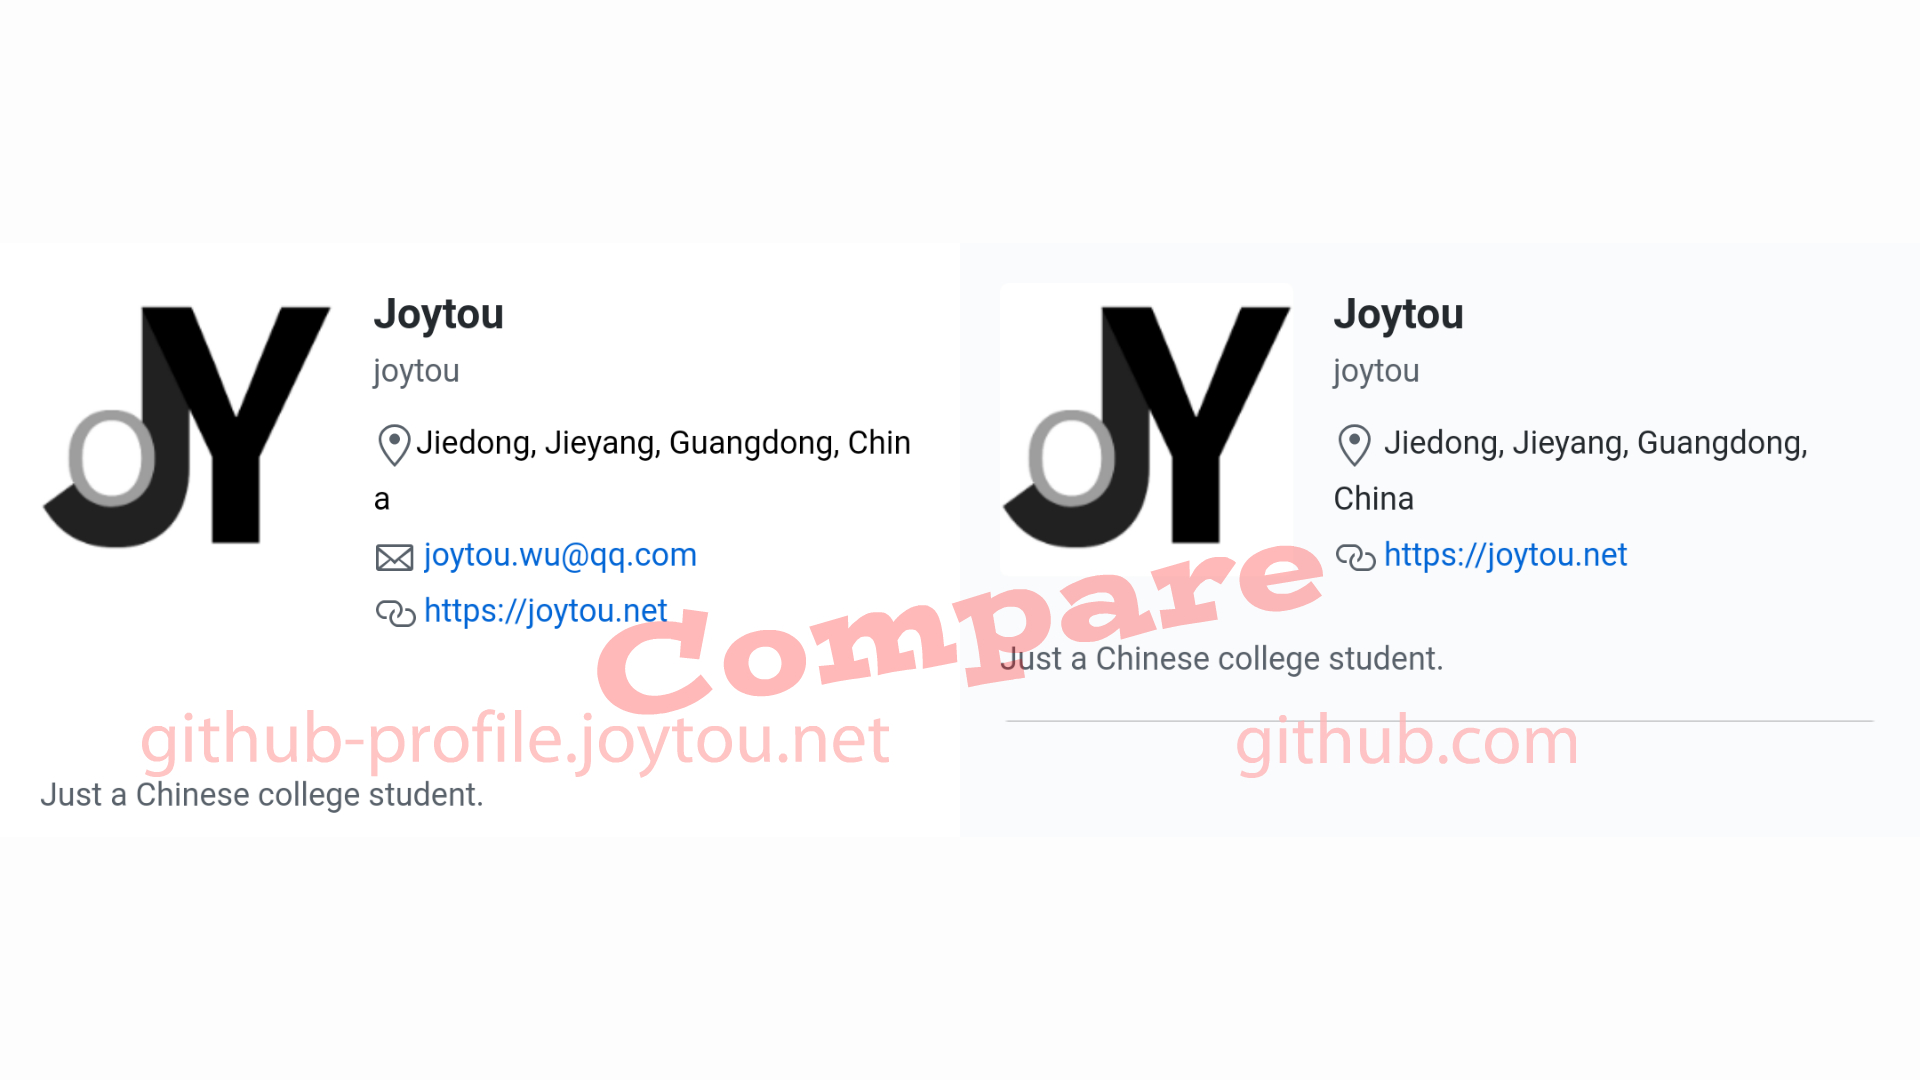 JoY
Joytou
joytou
Jiedong, Jieyang, Guangdong, Chin
a
joytou.wu@qq.com
https://joytou.net
Just a Chinese college student.
github-profile.joytou.net
JoY
Joytou
joytou
Jiedong, Jieyang, Guangdong,
China
https://joytou.net
Just a Chinese college student.
github.com
Compare